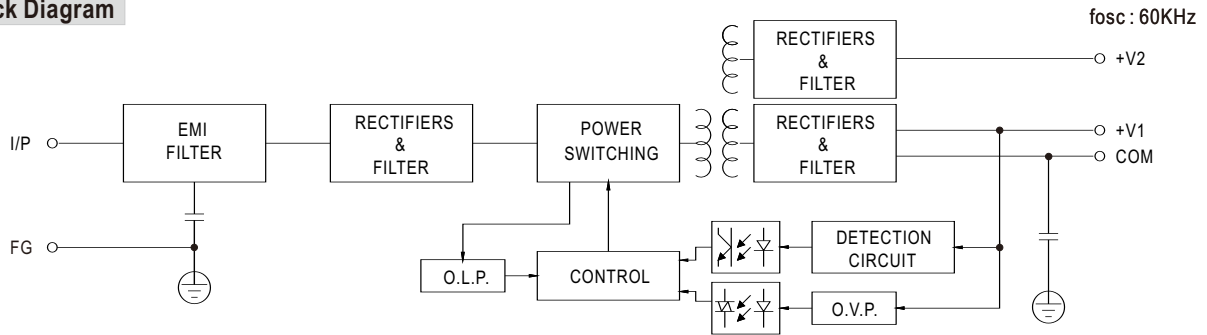 ck Diagram
fosc : 60KHz
RECTIFIERS
&
FILTER
+V2
I/P
EMI
FILTER
RECTIFIERS
&
FILTER
POWER
SWITCHING
RECTIFIERS
&
FILTER
+V1
COM
FG
O.L.P.
CONTROL
DETECTION
CIRCUIT
O.V.P.